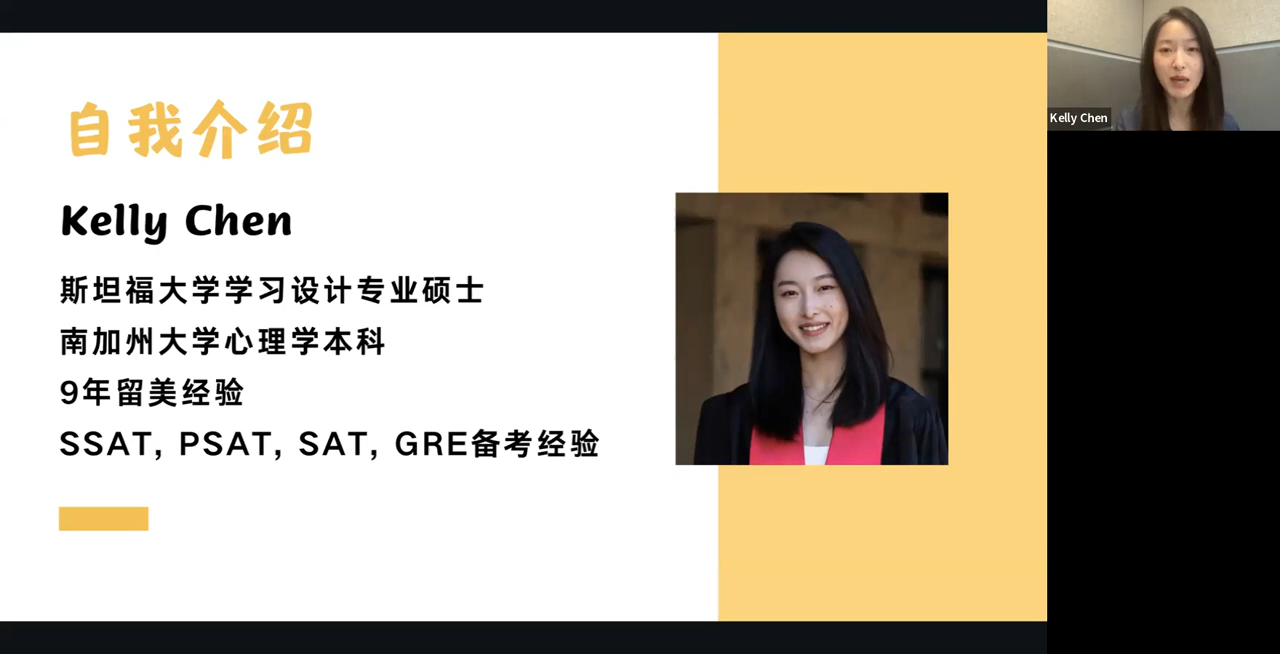 自我介绍
Kelly Chen
斯坦福大学学习设计专业硕士
南加州大学心理学本科
9年留美经验
SSAT, PSAT, SAT, GRE备考经验
Kelly Chen